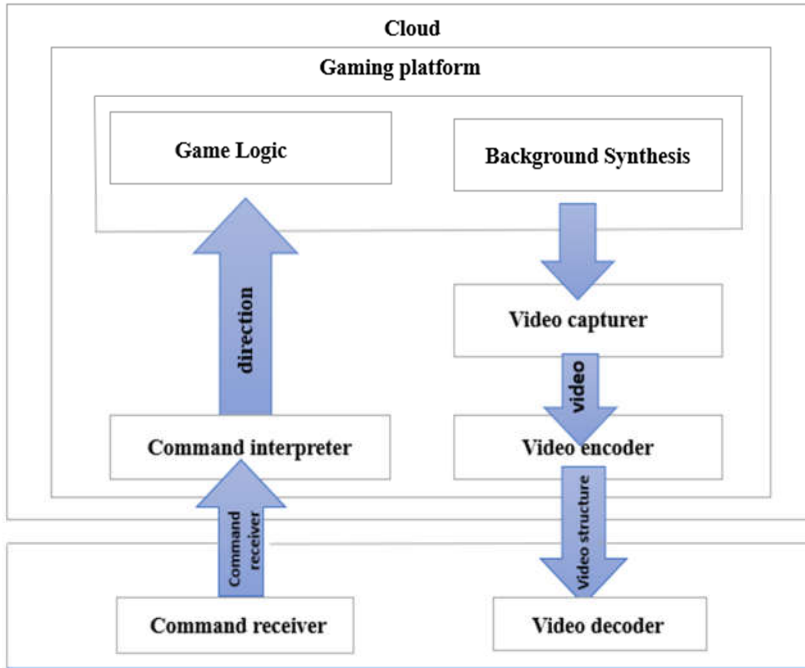 Cloud
Gaming platform
Game Logic
Background Synthesis
direction
Video capturer
video
Command interpreter
Video encoder
Command
receiver
Video structure
Command receiver
Video decoder